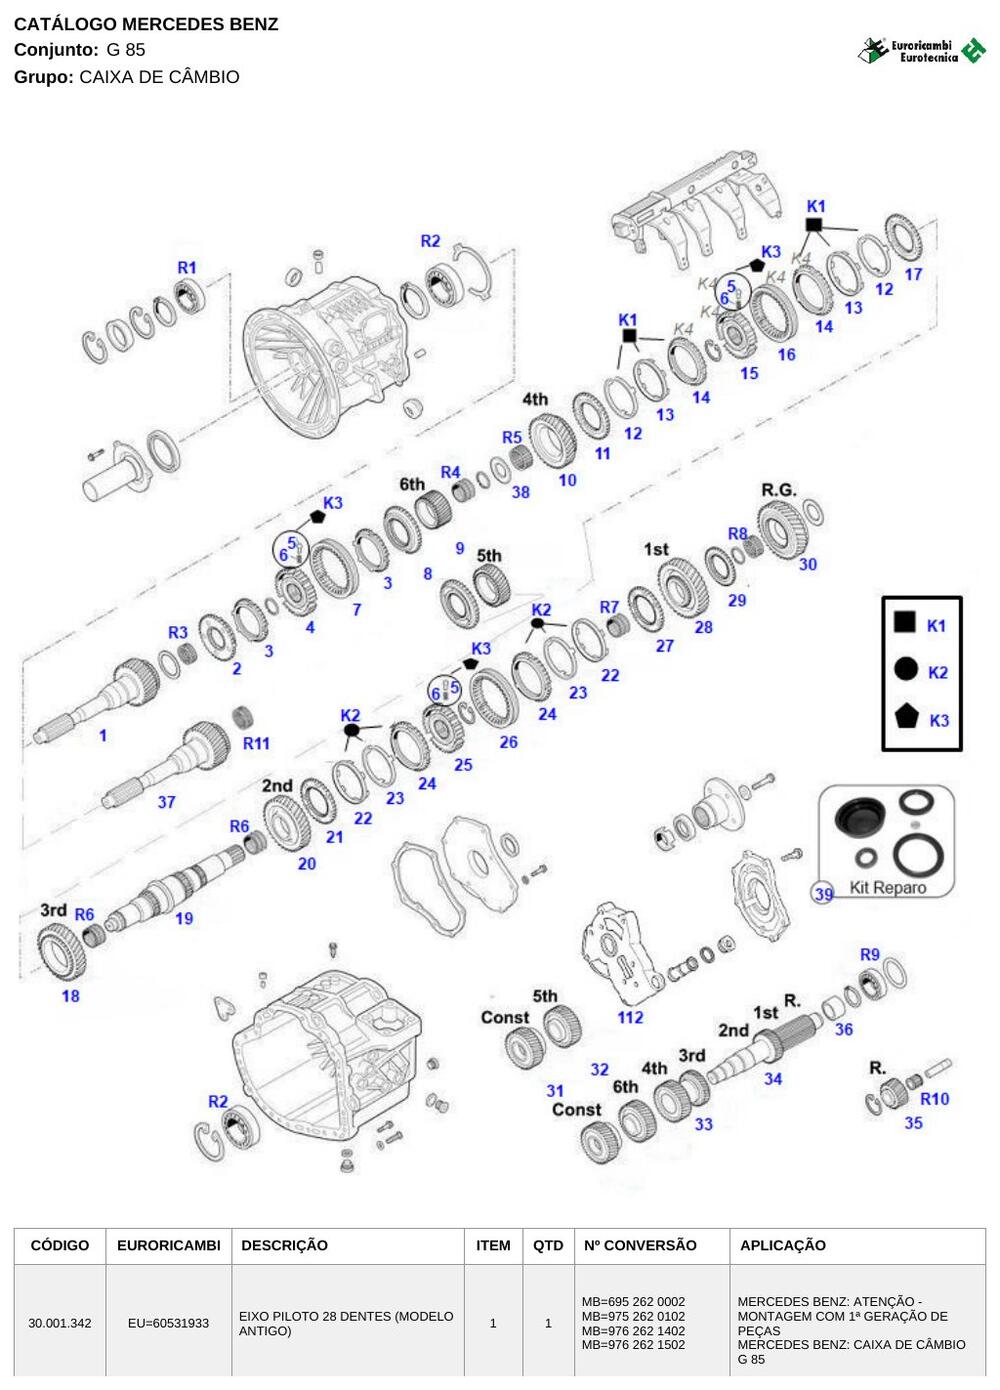 CATÁLOGO MERCEDES BENZ
Conjunto: G 85
Grupo: CAIXA DE CÂMBIO
Euroricambi
Eurotecnica
K1
R2
K3
K4
17
R1
K4
12
K4
5
6
13
K4
14
K1
K4
16
15
14
4th
13
12
R5
11
R4
10
6th
38
K3
R.G.
5
6
R8
9
5th
1st
3
8
30
7
K2
R7
29
4
28
R3
3
27
2
K3
22
23
6 5
24
K2
1
26
R11
25
24
37
2nd
23
22
R6
21
20
K1
K2
K3
39
Kit Reparo
3rd
R6
19
18
R9
5th
R.
Const
112
1st
36
2nd
32
3rd
4th
34
R.
31
6th
R10
R2
Const
33
35
CÓDIGO EURORICAMBI DESCRIÇÃO ITEM QTD Nº CONVERSÃO APLICAÇÃO
30.001.342 EU=60531933 EIXO PILOTO 28 DENTES (MODELO
ANTIGO) 1 1
MB=695 262 0002
MB=975 262 0102
MB=976 262 1402
MB=976 262 1502
MERCEDES BENZ: ATENÇÃO -
MONTAGEM COM 1ª GERAÇÃO DE
PEÇAS
MERCEDES BENZ: CAIXA DE CÂMBIO
G 85